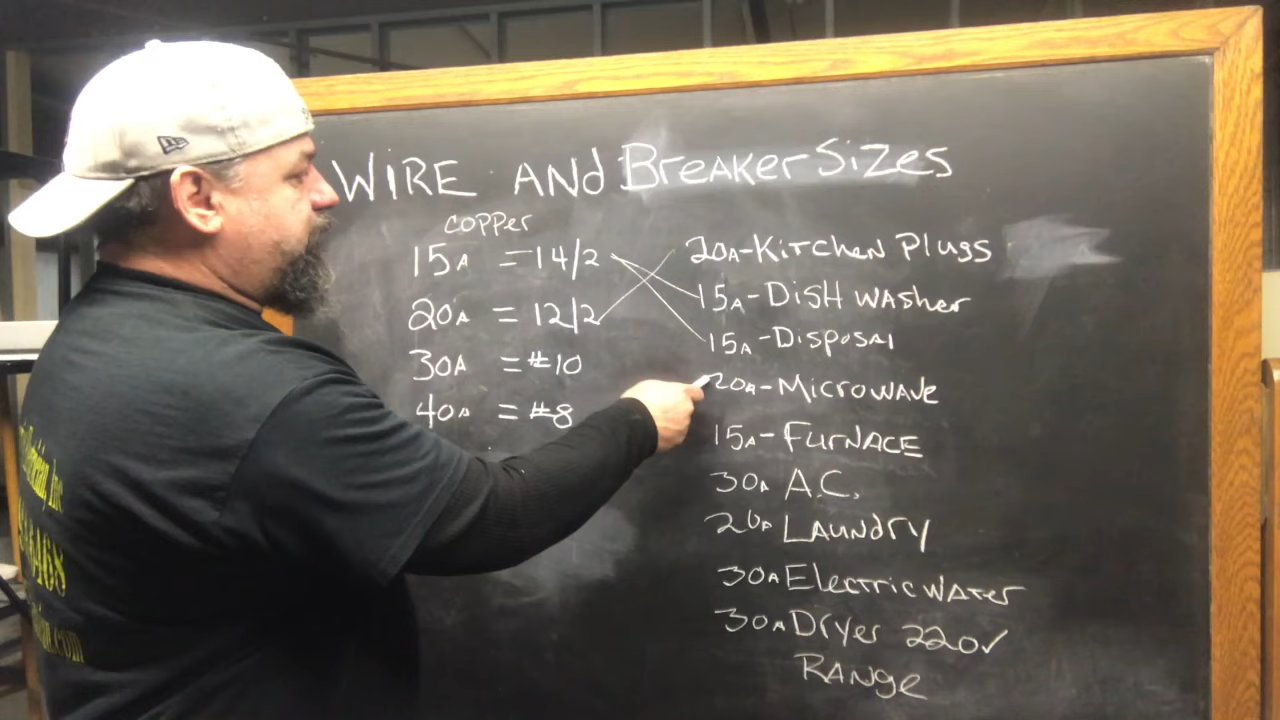 WIRE AND Breaker Sizes
copper
15A = 14/2
20A = 12/2
30A = #10
40A = #8
20A-Kitchen Plugs
15A-DisH WAsher
15A-DisposAl
20A-MicrowAve
15A-FurNACE
30A A.C.
20A LAundry
30A Electric WATer
30A Dryer 220V
RANge